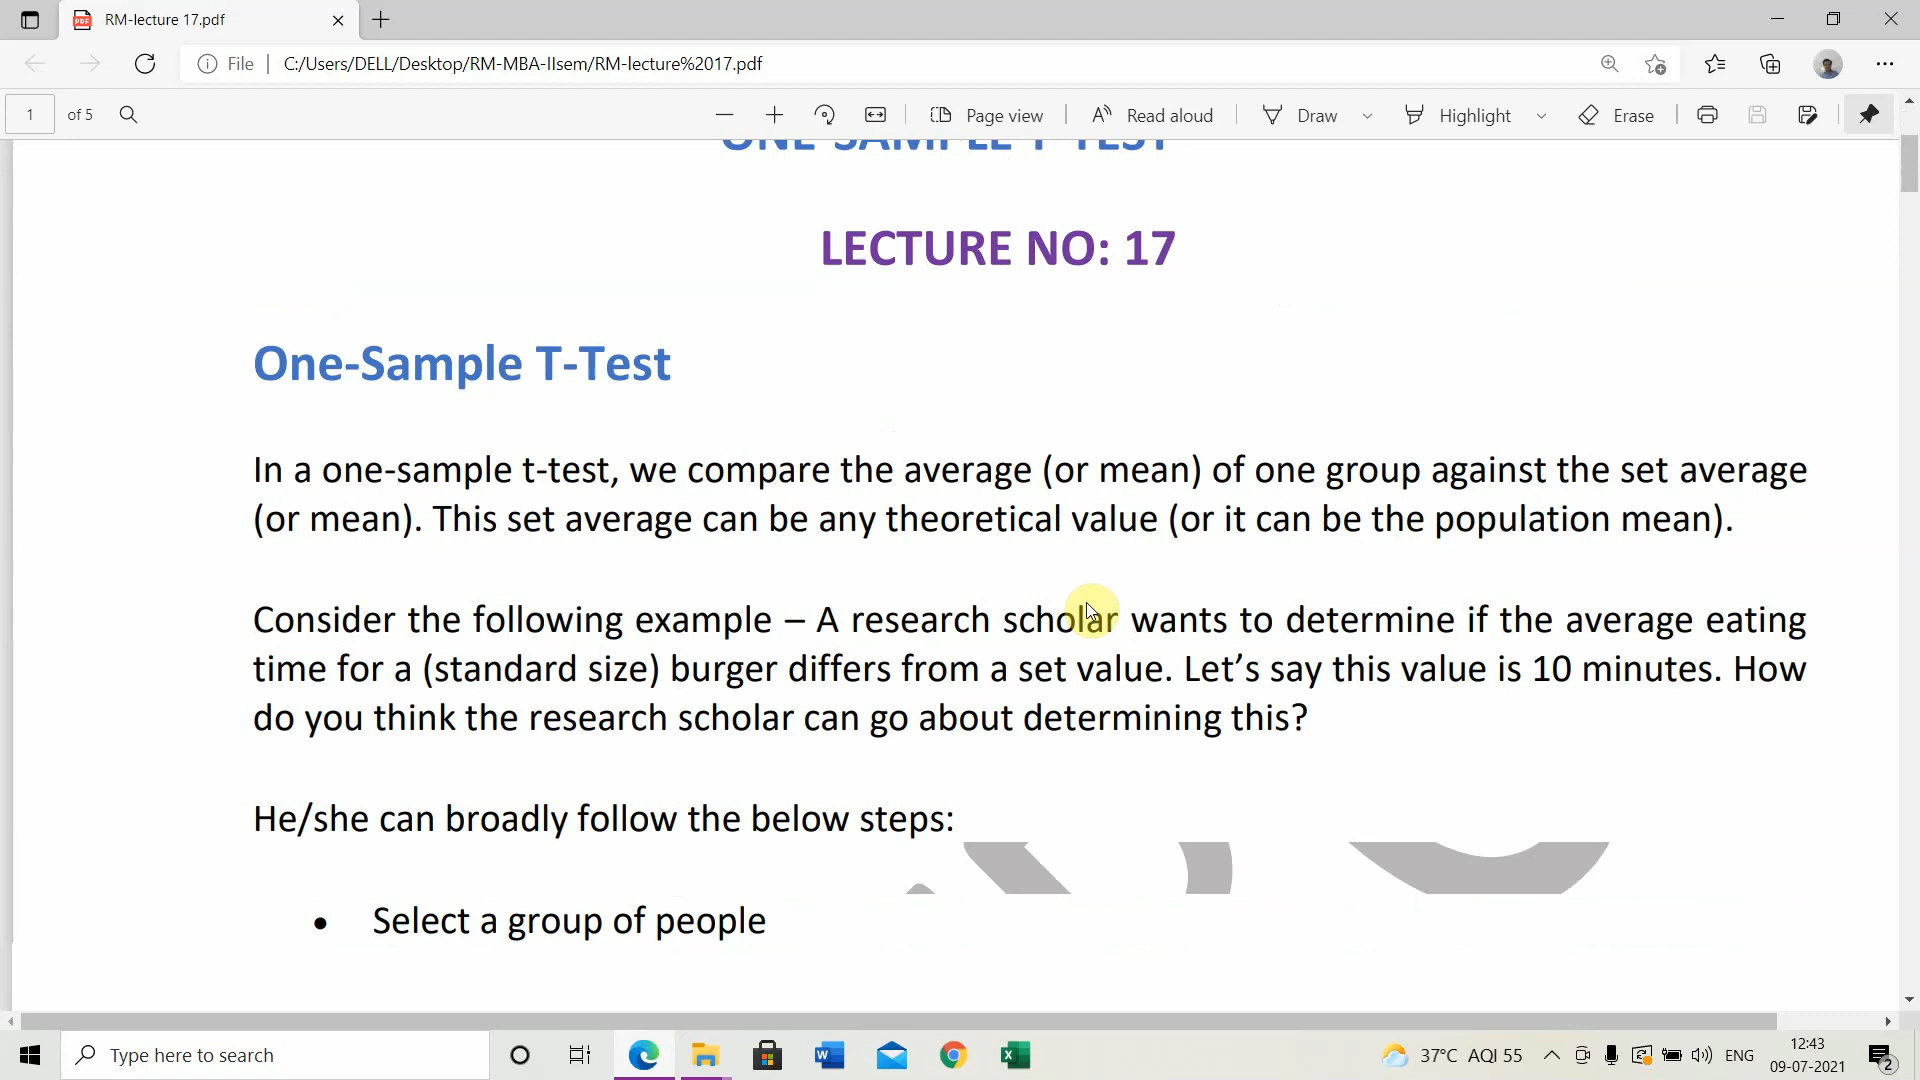 RM-lecture 17.pdf
File
C:/Users/DELL/Desktop/RM-MBA-IIsem/RM-lecture%2017.pdf
1 of 5
Page view
Read aloud
Draw
Highlight
Erase
ONE-SAMPLE T-TEST
LECTURE NO: 17
One-Sample T-Test
In a one-sample t-test, we compare the average (or mean) of one group against the set average
(or mean). This set average can be any theoretical value (or it can be the population mean).
Consider the following example – A research scholar wants to determine if the average eating
time for a (standard size) burger differs from a set value. Let’s say this value is 10 minutes. How
do you think the research scholar can go about determining this?
He/she can broadly follow the below steps:
• Select a group of people
Type here to search
37°C AQI 55
ENG
12:43
09-07-2021
2